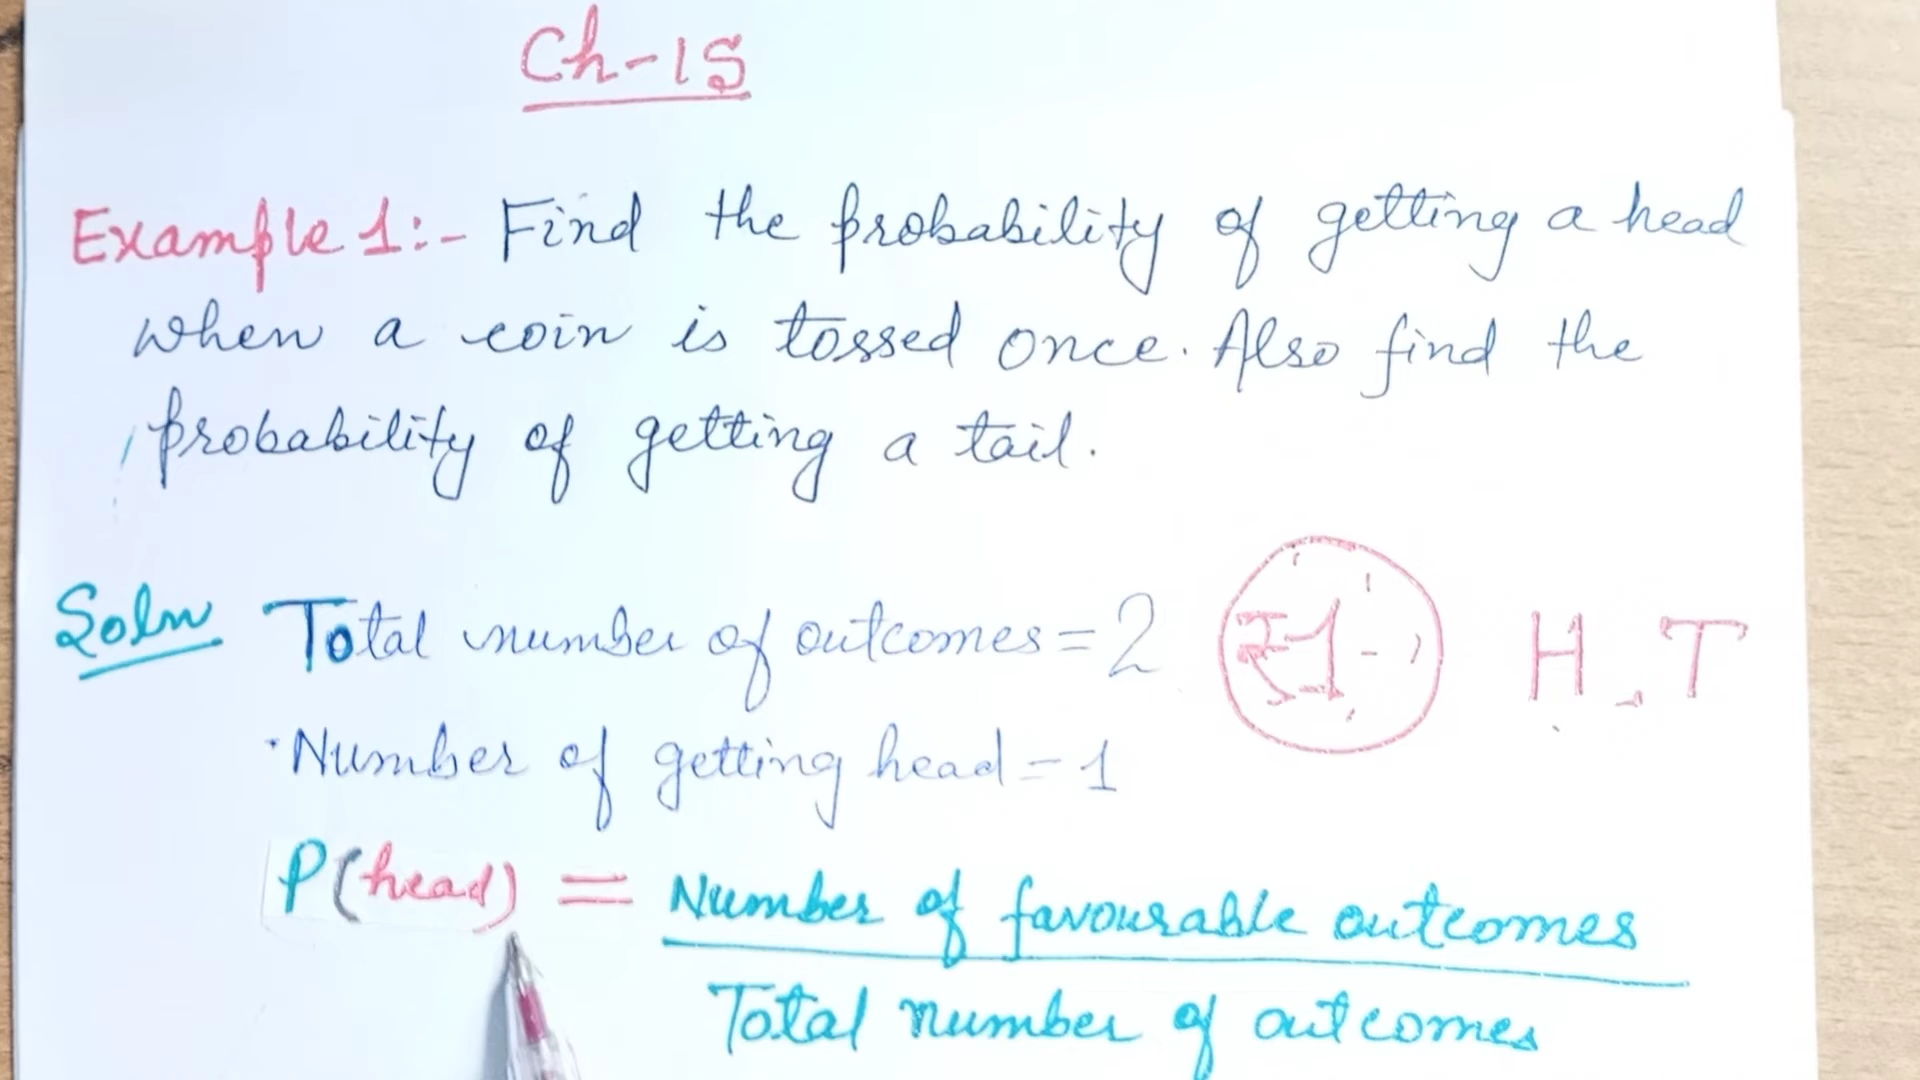 Ch-15
Example 1:- Find the probability of getting a head
when a coin is tossed once. Also find the
probability of getting a tail.
Soln Total number of outcomes = 2 ₹1 H, T
Number of getting head = 1
P(head) = Number of favourable outcomes
Total number of outcomes